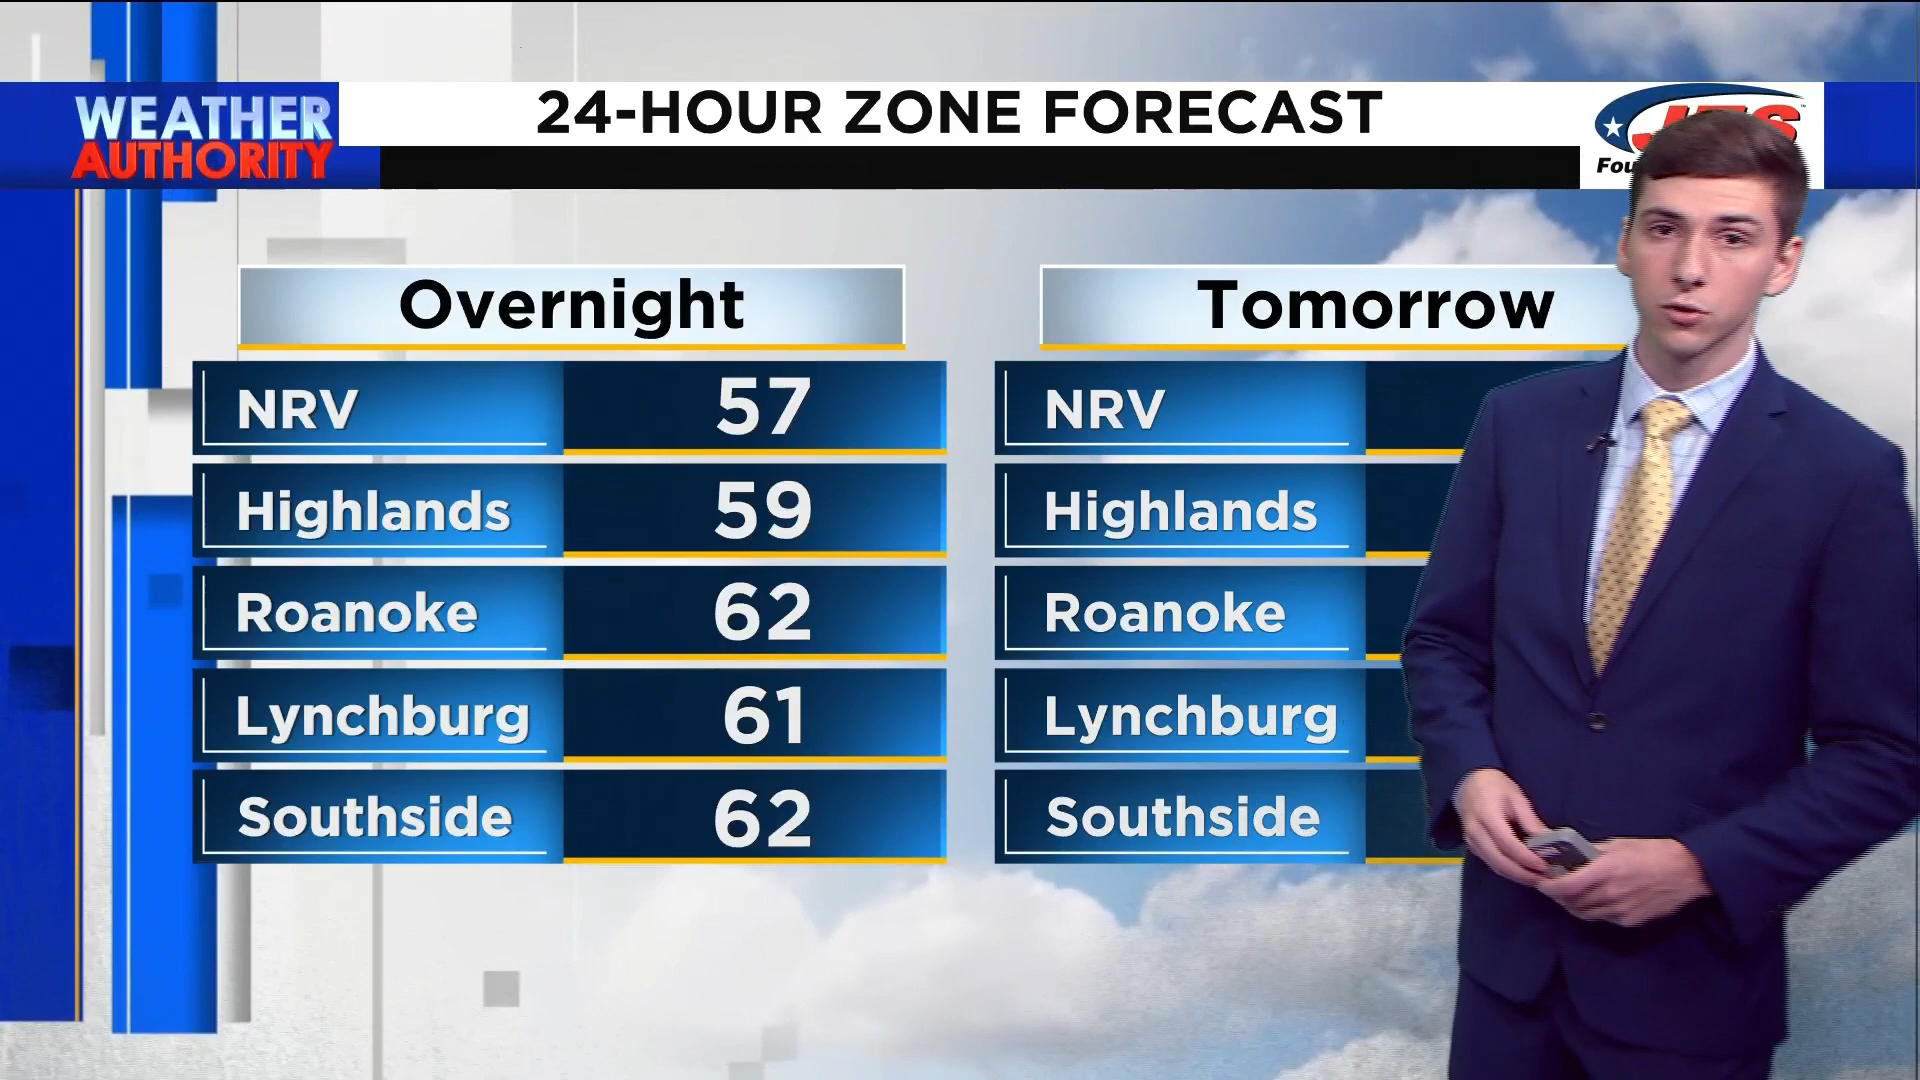 WEATHER
AUTHORITY
24-HOUR ZONE FORECAST
Overnight
NRV 57
Highlands 59
Roanoke 62
Lynchburg 61
Southside 62
Tomorrow
NRV
Highlands
Roanoke
Lynchburg
Southside